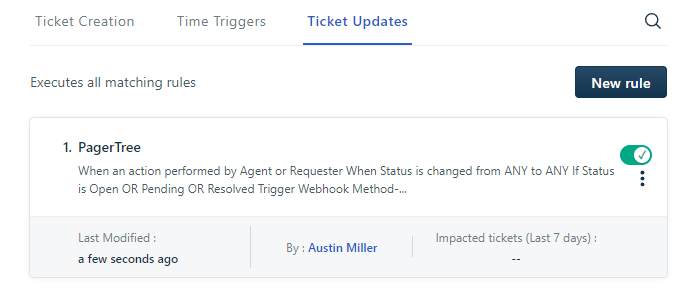 Ticket Creation Time Triggers Ticket Updates
Executes all matching rules New rule
1. PagerTree
When an action performed by Agent or Requester When Status is changed from ANY to ANY If Status
is Open OR Pending OR Resolved Trigger Webhook Method-...
Last Modified : By : Austin Miller Impacted tickets (Last 7 days) :
a few seconds ago --